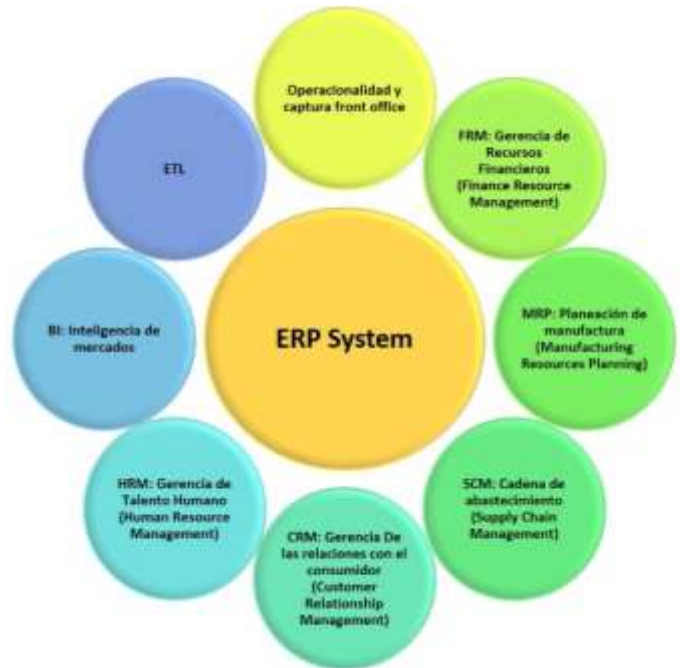 Operacionalidad y
captura front office
FRM: Gerencia de
Recursos
Financieros
(Finance Resource
Management)
MRP: Planeación de
manufactura
(Manufacturing
Resources Planning)
SCM: Cadena de
abastecimiento
(Supply Chain
Management)
CRM: Gerencia De
las relaciones con el
consumidor
(Customer
Relationship
Management)
HRM: Gerencia de
Talento Humano
(Human Resource
Management)
BI: Inteligencia de
mercados
ETL
ERP System